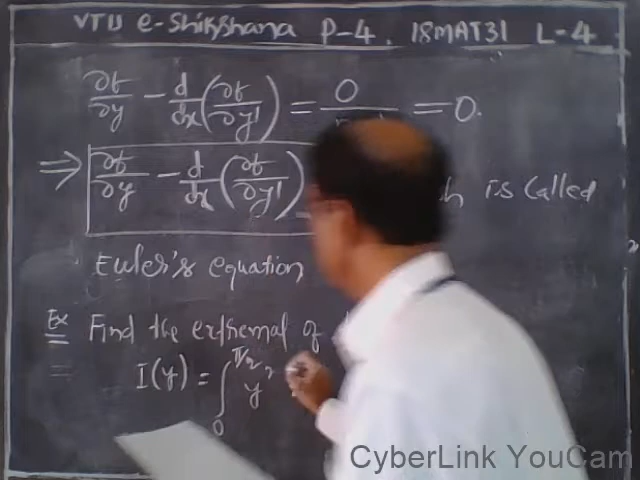 VTU e-Shikshana P-4, 18MAT31 L-4
∂f/∂y - d/dx(∂f/∂y') = 0 = 0.
⇒ ∂f/∂y - d/dx(∂f/∂y') is called
Euler's equation
Ex Find the extremal of
I(y) = ∫₀^(π/2) y²
CyberLink YouCam